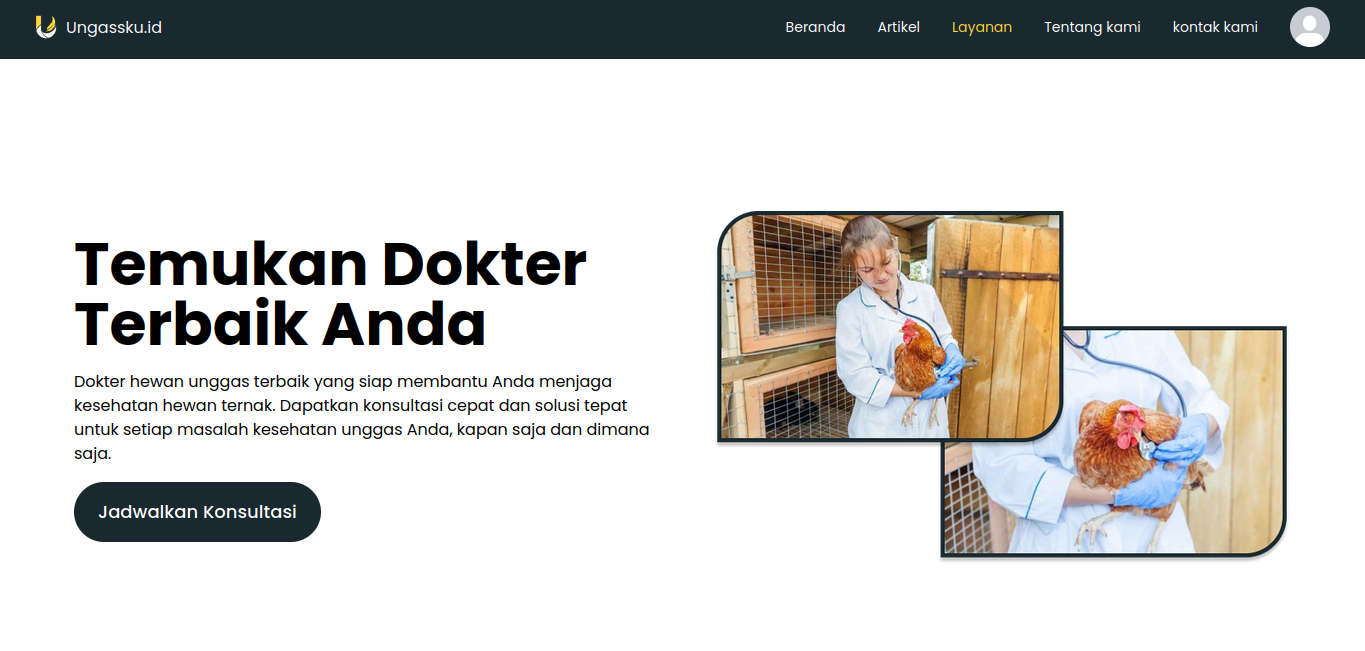 Ungassku.id
Beranda
Artikel
Layanan
Tentang kami
kontak kami
Temukan Dokter
Terbaik Anda
Dokter hewan unggas terbaik yang siap membantu Anda menjaga
kesehatan hewan ternak. Dapatkan konsultasi cepat dan solusi tepat
untuk setiap masalah kesehatan unggas Anda, kapan saja dan dimana
saja.
Jadwalkan Konsultasi